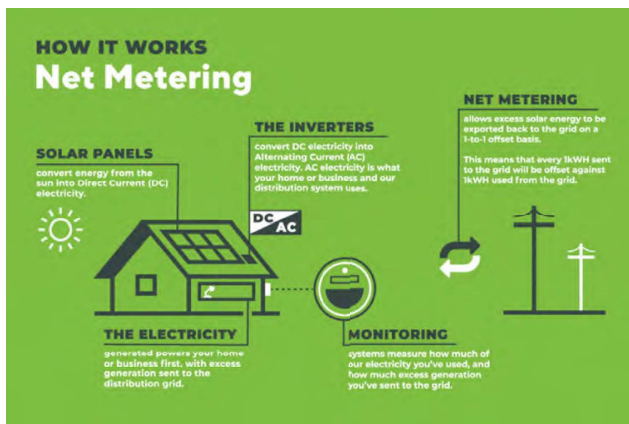 HOW IT WORKS
Net Metering
SOLAR PANELS
convert energy from the
sun into Direct Current (DC)
electricity.
THE INVERTERS
convert DC electricity into
Alternating Current (AC)
electricity. AC electricity is what
your home or business and our
distribution system uses.
NET METERING
allows excess solar energy to be
exported back to the grid on a
1-to-1 offset basis.
This means that every 1kWH sent
to the grid will be offset against
1kWH used from the grid.
DC
AC
THE ELECTRICITY
generated powers your home
or business first, with excess
generation sent to the
distribution grid.
MONITORING
systems measure how much of
our electricity you've used, and
how much excess generation
you've sent to the grid.